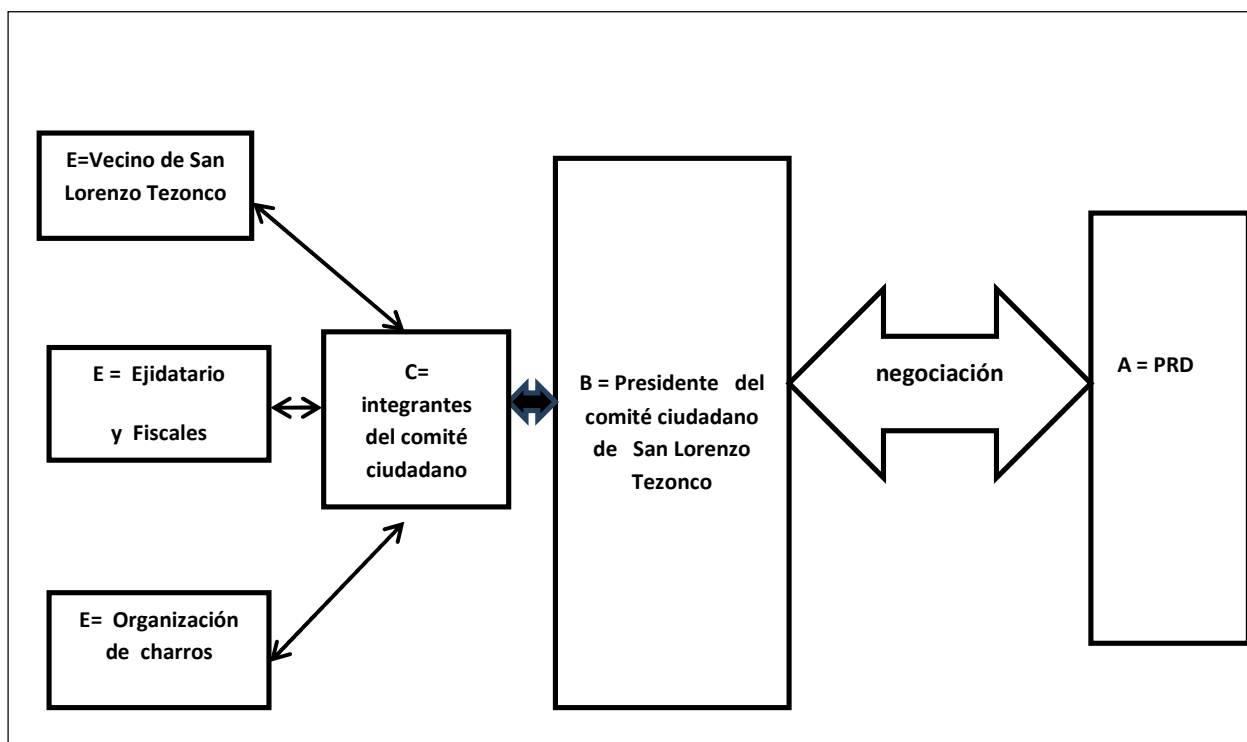 E=Vecino de San
Lorenzo Tezonco
E = Ejidatario
y Fiscales
E= Organización
de charros
C=
integrantes
del comité
ciudadano
B = Presidente del
comité ciudadano
de San Lorenzo
Tezonco
negociación
A = PRD